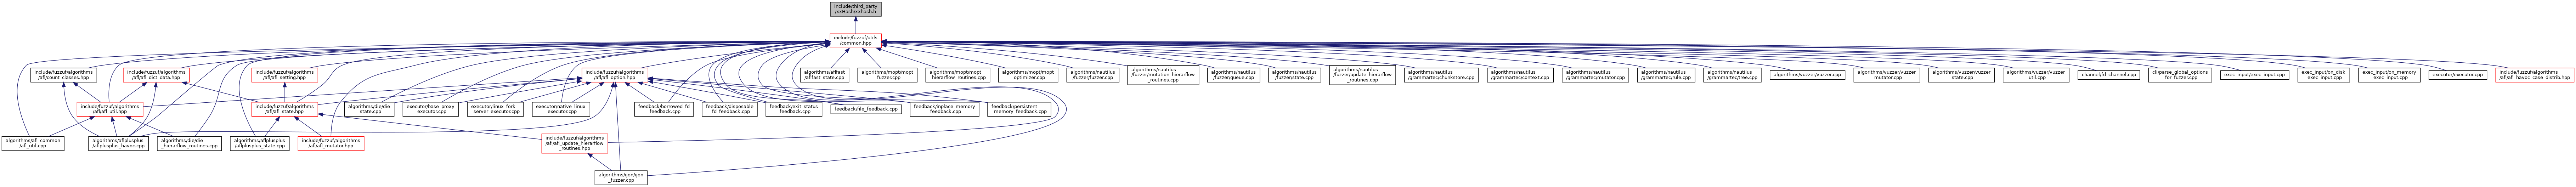 include/third_party
/xxHash/xxhash.h
include/fuzzuf/utils
/common.hpp
include/fuzzuf/algorithms
/afl/count_classes.hpp
include/fuzzuf/algorithms
/afl/afl_dict_data.hpp
include/fuzzuf/algorithms
/afl/afl_setting.hpp
include/fuzzuf/algorithms
/afl/afl_option.hpp
algorithms/aflfast
/aflfast_state.cpp
algorithms/mopt/mopt
_fuzzer.cpp
algorithms/mopt/mopt
_hierarflow_routines.cpp
algorithms/mopt/mopt
_optimizer.cpp
algorithms/nautilus
/fuzzer/fuzzer.cpp
algorithms/nautilus
/fuzzer/mutation_hierarflow
_routines.cpp
algorithms/nautilus
/fuzzer/queue.cpp
algorithms/nautilus
/fuzzer/state.cpp
algorithms/nautilus
/fuzzer/update_hierarflow
_routines.cpp
algorithms/nautilus
/grammartec/chunkstore.cpp
algorithms/nautilus
/grammartec/context.cpp
algorithms/nautilus
/grammartec/mutator.cpp
algorithms/nautilus
/grammartec/rule.cpp
algorithms/nautilus
/grammartec/tree.cpp
algorithms/vuzzer/vuzzer.cpp
algorithms/vuzzer/vuzzer
_mutator.cpp
algorithms/vuzzer/vuzzer
_state.cpp
algorithms/vuzzer/vuzzer
_util.cpp
channel/fd_channel.cpp
cli/parse_global_options
_for_fuzzer.cpp
exec_input/exec_input.cpp
exec_input/on_disk
_exec_input.cpp
exec_input/on_memory
_exec_input.cpp
executor/executor.cpp
include/fuzzuf/algorithms
/afl/afl_havoc_case_distrib.hpp
include/fuzzuf/algorithms
/afl/afl_util.hpp
include/fuzzuf/algorithms
/afl/afl_state.hpp
algorithms/die/die
_state.cpp
executor/base_proxy
_executor.cpp
executor/linux_fork
_server_executor.cpp
executor/native_linux
_executor.cpp
feedback/borrowed_fd
_feedback.cpp
feedback/disposable
_fd_feedback.cpp
feedback/exit_status
_feedback.cpp
feedback/file_feedback.cpp
feedback/inplace_memory
_feedback.cpp
feedback/persistent
_memory_feedback.cpp
algorithms/afl_common
/afl_util.cpp
algorithms/aflplusplus
/aflplusplus_havoc.cpp
algorithms/die/die
_hierarflow_routines.cpp
algorithms/aflplusplus
/aflplusplus_state.cpp
include/fuzzuf/algorithms
/afl/afl_mutator.hpp
include/fuzzuf/algorithms
/afl/afl_update_hierarflow
_routines.hpp
algorithms/ijon/ijon
_fuzzer.cpp